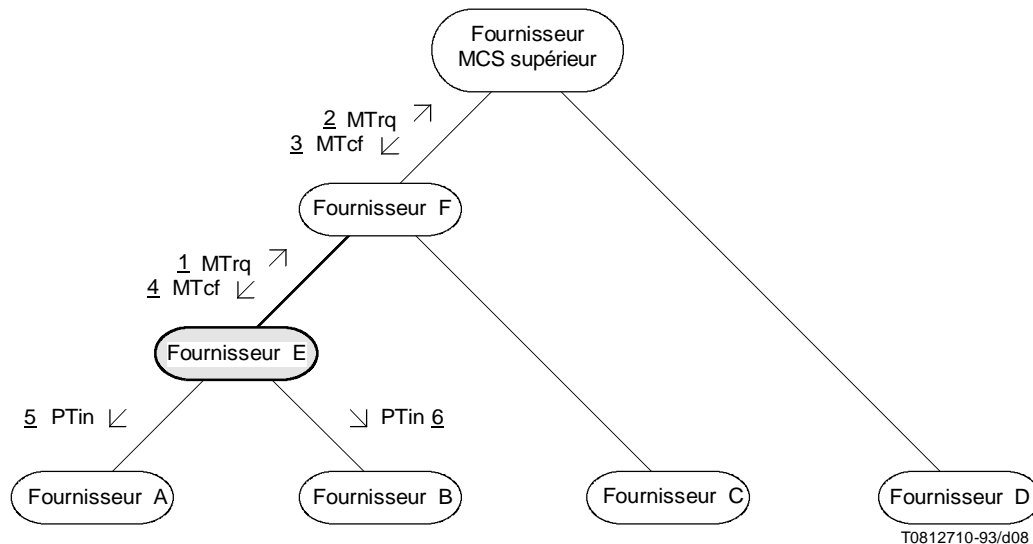 Fournisseur
MCS supérieur
2 MTrq
3 MTcf
Fournisseur F
1 MTrq
4 MTcf
Fournisseur E
5 PTin
PTin 6
Fournisseur A
Fournisseur B
Fournisseur C
Fournisseur D
T0812710-93/d08